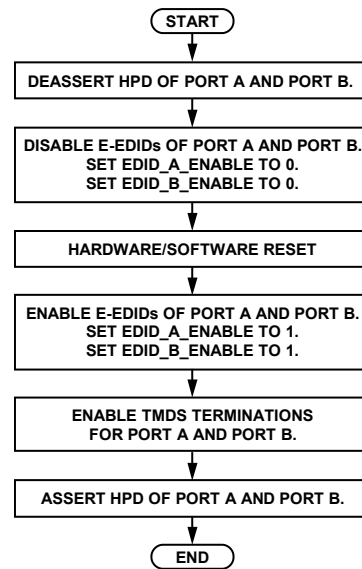 START
DEASSERT HPD OF PORT A AND PORT B.
DISABLE E-EDIDs OF PORT A AND PORT B.
SET EDID_A_ENABLE TO 0.
SET EDID_B_ENABLE TO 0.
HARDWARE/SOFTWARE RESET
ENABLE E-EDIDs OF PORT A AND PORT B.
SET EDID_A_ENABLE TO 1.
SET EDID_B_ENABLE TO 1.
ENABLE TMDS TERMINATIONS
FOR PORT A AND PORT B.
ASSERT HPD OF PORT A AND PORT B.
END